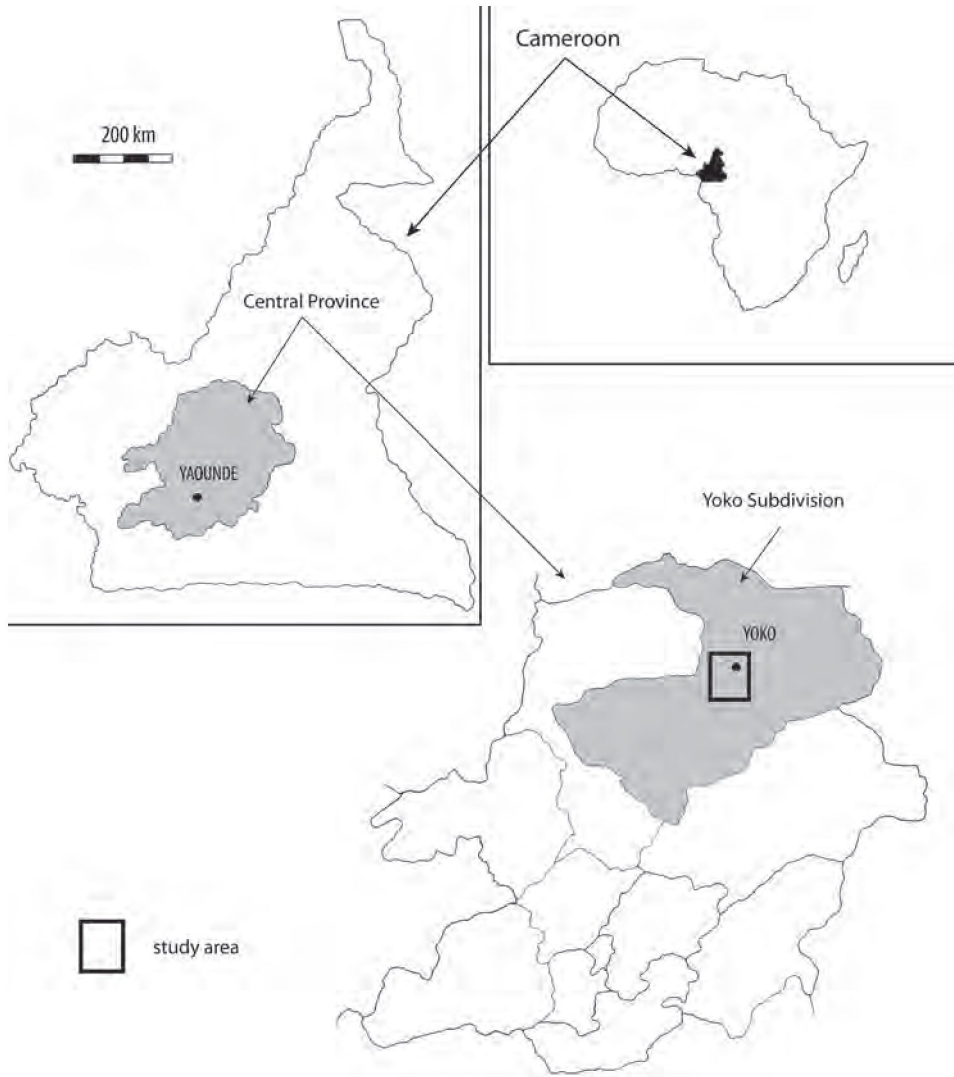 Cameroon
200 km
Central Province
YAOUNDE
Yoko Subdivision
YOKO
study area